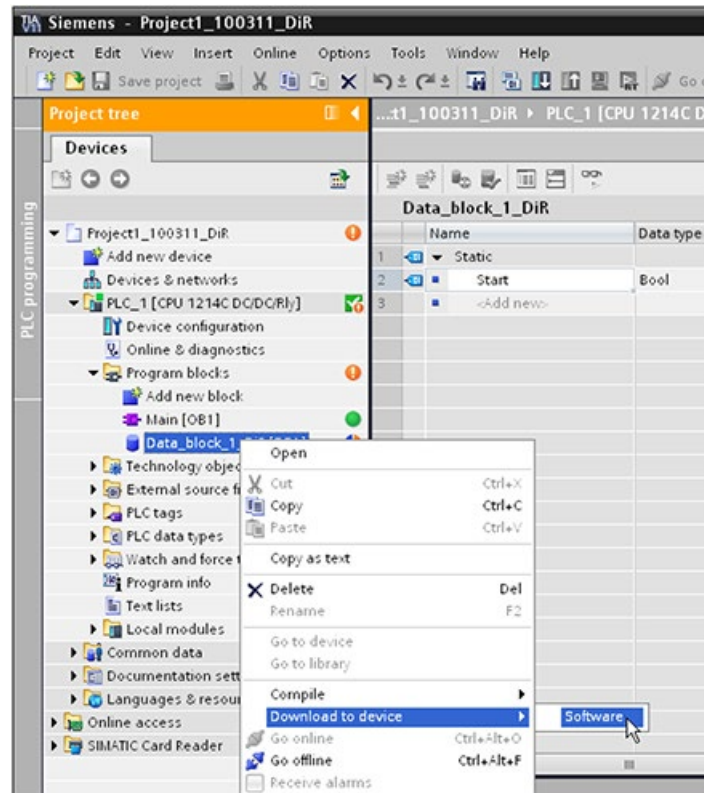 Siemens - Project1_100311_DiR
Project Edit View Insert Online Options Tools Window Help
Save project
Go
Project tree
...t1_100311_DiR ▸ PLC_1 [CPU 1214C D
Devices
PLC programming
Data_block_1_DiR
Name Data type
1 Static
2 Start Bool
3 <Add new>
Project1_100311_DiR
Add new device
Devices & networks
PLC_1 [CPU 1214C DC/DC/Rly]
Device configuration
Online & diagnostics
Program blocks
Add new block
Main [OB1]
Data_block_1
Technology objec
External source fi
PLC tags
PLC data types
Watch and force t
Program info
Text lists
Local modules
Common data
Documentation sett
Languages & resou
Online access
SIMATIC Card Reader
Open
Cut Ctrl+X
Copy Ctrl+C
Paste Ctrl+V
Copy as text
Delete Del
Rename F2
Go to device
Go to library
Compile
Download to device
Software
Go online Ctrl+Alt+O
Go offline Ctrl+Alt+F
Receive alarms